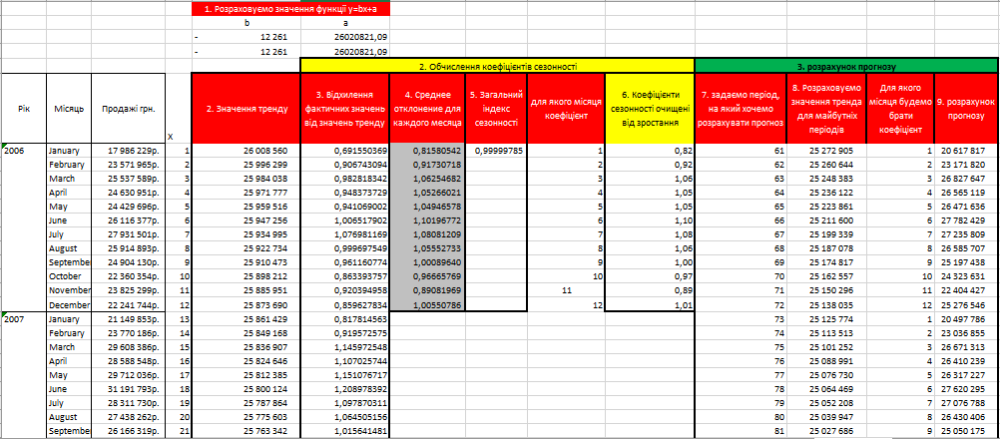 1. Розраховуємо значення функції y=bx+a
b a
- 12 261 26020821,09
- 12 261 26020821,09
2. Обчислення коефіцієнтів сезонності 3. розрахунок прогнозу
Рік Місяць Продажі грн. X 2. Значення тренду 3. Відхилення фактичних значень від значень тренду 4. Среднее отклонение для каждого месяца 5. Загальний індекс сезонності для якого місяця коефіцієнт 6. Коефіцієнти сезонності очищені від зростання 7. задаємо період, на який хочемо розрахувати прогноз 8. Розраховуємо значення тренда для майбутніх періодів Для якого місяця будемо брати коефіцієнт 9. розрахунок прогнозу
2006 January 17 986 229р. 1 26 008 560 0,691550369 0,81580542 0,99999785 1 0,82 61 25 272 905 1 20 617 817
February 23 571 965р. 2 25 996 299 0,906743094 0,91730718 2 0,92 62 25 260 644 2 23 171 820
March 25 537 589р. 3 25 984 038 0,982818342 1,06254682 3 1,06 63 25 248 383 3 26 827 647
April 24 630 951р. 4 25 971 777 0,948373729 1,05266021 4 1,05 64 25 236 122 4 26 565 119
May 24 429 696р. 5 25 959 516 0,941069002 1,04946578 5 1,05 65 25 223 861 5 26 471 636
June 26 116 377р. 6 25 947 256 1,006517902 1,10196772 6 1,10 66 25 211 600 6 27 782 429
July 27 931 501р. 7 25 934 995 1,076981169 1,08081209 7 1,08 67 25 199 339 7 27 235 809
August 25 914 893р. 8 25 922 734 0,999697549 1,05552733 8 1,06 68 25 187 078 8 26 585 707
September 24 904 130р. 9 25 910 473 0,961160774 1,00089640 9 1,00 69 25 174 817 9 25 197 438
October 22 360 354р. 10 25 898 212 0,863393757 0,96665769 10 0,97 70 25 162 557 10 24 323 631
November 23 825 299р. 11 25 885 951 0,920394958 0,89081969 11 0,89 71 25 150 296 11 22 404 427
December 22 241 744р. 12 25 873 690 0,859627834 1,00550786 12 1,01 72 25 138 035 12 25 276 546
2007 January 21 149 853р. 13 25 861 429 0,817814563 73 25 125 774 1 20 497 786
February 23 770 186р. 14 25 849 168 0,919572575 74 25 113 513 2 23 036 855
March 29 608 386р. 15 25 836 907 1,145972548 75 25 101 252 3 26 671 313
April 28 588 548р. 16 25 824 646 1,107025477 76 25 088 991 4 26 410 239
May 29 712 036р. 17 25 812 385 1,151076717 77 25 076 730 5 26 317 227
June 31 191 793р. 18 25 800 124 1,208978392 78 25 064 469 6 27 620 295
July 28 311 730р. 19 25 787 864 1,097870311 79 25 052 208 7 27 076 788
August 27 438 262р. 20 25 775 603 1,064505156 80 25 039 947 8 26 430 406
September 26 166 319р. 21 25 763 342 1,015641481 81 25 027 686 9 25 050 175